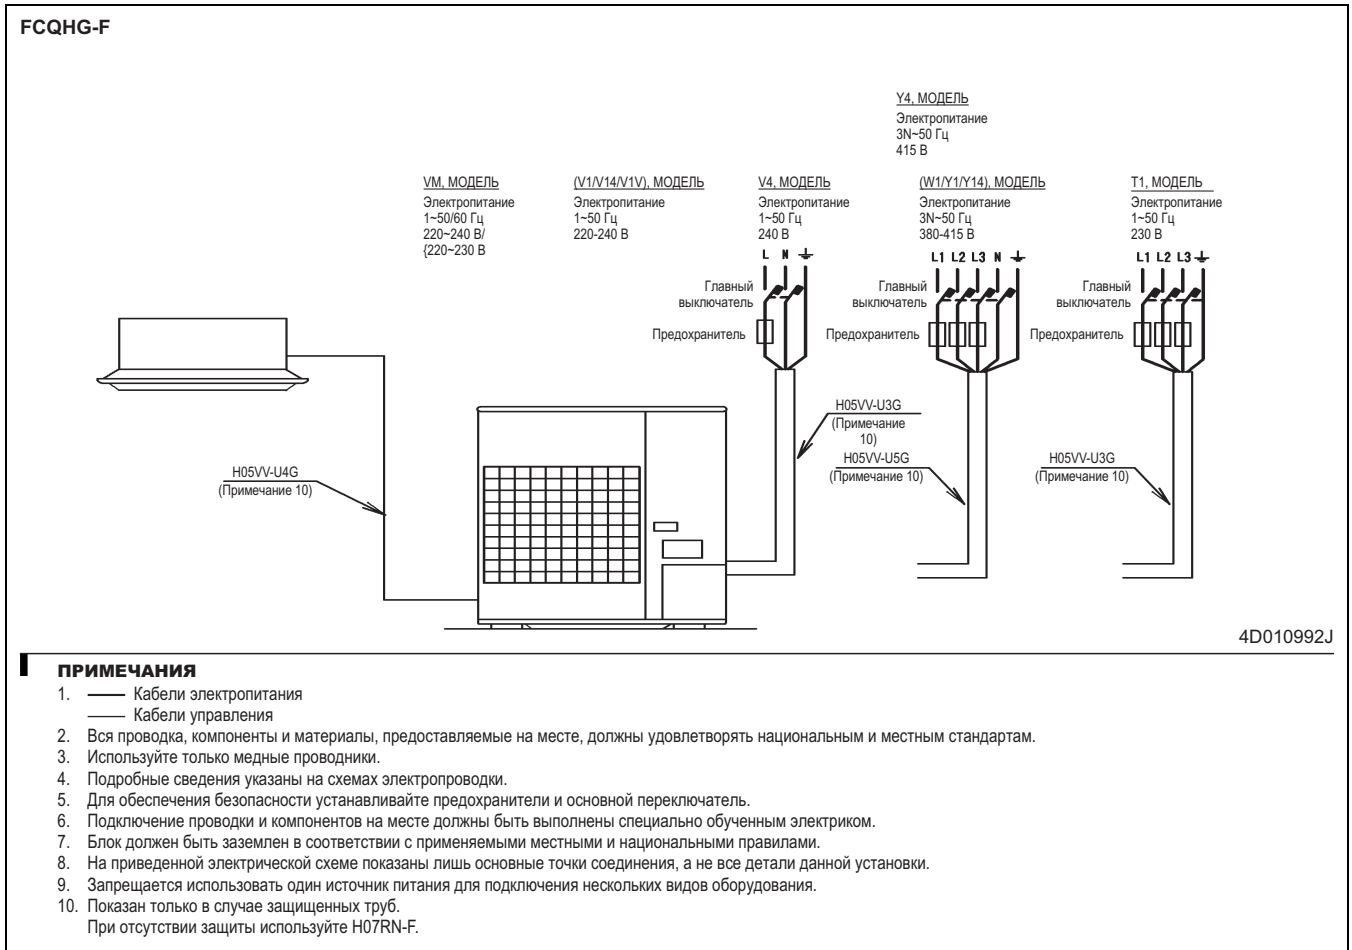 FCQHG-F
Y4, МОДЕЛЬ
Электропитание
3N~50 Гц
415 В
VM, МОДЕЛЬ
Электропитание
1~50/60 Гц
220~240 В/
{220~230 В
(V1/V14/V1V), МОДЕЛЬ
Электропитание
1~50 Гц
220-240 В
V4, МОДЕЛЬ
Электропитание
1~50 Гц
240 В
(W1/Y1/Y14), МОДЕЛЬ
Электропитание
3N~50 Гц
380-415 В
T1, МОДЕЛЬ
Электропитание
1~50 Гц
230 В
L N
L1 L2 L3 N
L1 L2 L3
Главный
выключатель
Предохранитель
Главный
выключатель
Предохранитель
Главный
выключатель
Предохранитель
H05VV-U3G
(Примечание
10)
H05VV-U4G
(Примечание 10)
H05VV-U5G
(Примечание 10)
H05VV-U3G
(Примечание 10)
4D010992J
ПРИМЕЧАНИЯ
1. Кабели электропитания
Кабели управления
2. Вся проводка, компоненты и материалы, предоставляемые на месте, должны удовлетворять национальным и местным стандартам.
3. Используйте только медные проводники.
4. Подробные сведения указаны на схемах электропроводки.
5. Для обеспечения безопасности устанавливайте предохранители и основной переключатель.
6. Подключение проводки и компонентов на месте должны быть выполнены специально обученным электриком.
7. Блок должен быть заземлен в соответствии с применяемыми местными и национальными правилами.
8. На приведенной электрической схеме показаны лишь основные точки соединения, а не все детали данной установки.
9. Запрещается использовать один источник питания для подключения нескольких видов оборудования.
10. Показан только в случае защищенных труб.
При отсутствии защиты используйте H07RN-F.